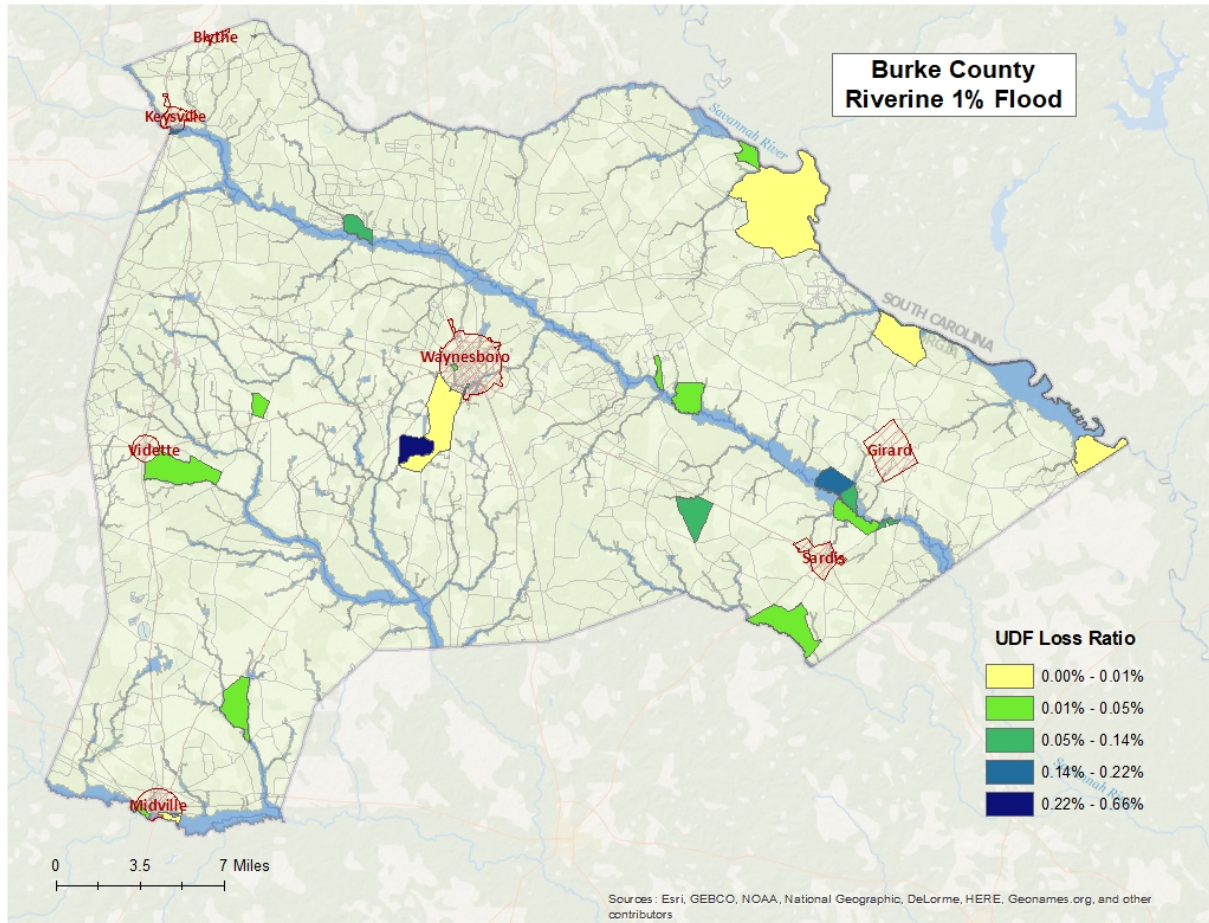 Burke County
Riverine 1% Flood
Blythe
Keysville
Savannah River
SOUTH CAROLINA
Waynesboro
Vidette
Girard
Sardis
Midville
UDF Loss Ratio
0.00% - 0.01%
0.01% - 0.05%
0.05% - 0.14%
0.14% - 0.22%
0.22% - 0.66%
Savannah River
0 3.5 7 Miles
Sources: Esri, GEBCO, NOAA, National Geographic, DeLorme, HERE, Geonames.org, and other
contributors